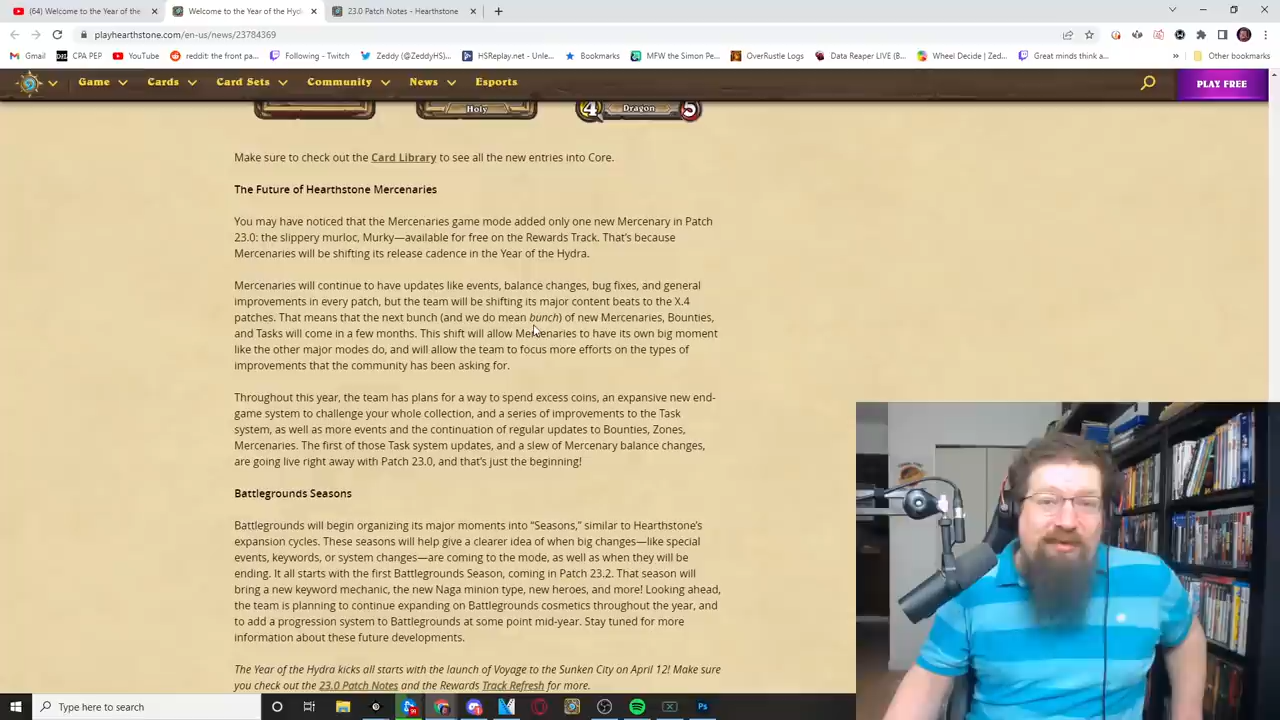 (64) Welcome to the Year of the H
Welcome to the Year of the Hyd
23.0 Patch Notes - Hearthstone
playhearthstone.com/en-us/news/23784369
Gmail
CPA PEP
YouTube
reddit: the front pa...
Following - Twitch
Zeddy (@ZeddyHS)...
HSReplay.net - Unle...
Bookmarks
MFW the Simon Pe...
OverRustle Logs
Data Reaper LIVE (B...
Wheel Decide | Zed...
Great minds think a...
Other bookmarks
Game
Cards
Card Sets
Community
News
Esports
PLAY FREE
Holy
4
Dragon
5
Make sure to check out the Card Library to see all the new entries into Core.
The Future of Hearthstone Mercenaries
You may have noticed that the Mercenaries game mode added only one new Mercenary in Patch
23.0: the slippery murloc, Murky—available for free on the Rewards Track. That's because
Mercenaries will be shifting its release cadence in the Year of the Hydra.
Mercenaries will continue to have updates like events, balance changes, bug fixes, and general
improvements in every patch, but the team will be shifting its major content beats to the X.4
patches. That means that the next bunch (and we do mean bunch) of new Mercenaries, Bounties,
and Tasks will come in a few months. This shift will allow Mercenaries to have its own big moment
like the other major modes do, and will allow the team to focus more efforts on the types of
improvements that the community has been asking for.
Throughout this year, the team has plans for a way to spend excess coins, an expansive new end-
game system to challenge your whole collection, and a series of improvements to the Task
system, as well as more events and the continuation of regular updates to Bounties, Zones,
Mercenaries. The first of those Task system updates, and a slew of Mercenary balance changes,
are going live right away with Patch 23.0, and that's just the beginning!
Battlegrounds Seasons
Battlegrounds will begin organizing its major moments into “Seasons,” similar to Hearthstone's
expansion cycles. These seasons will help give a clearer idea of when big changes—like special
events, keywords, or system changes—are coming to the mode, as well as when they will be
ending. It all starts with the first Battlegrounds Season, coming in Patch 23.2. That season will
bring a new keyword mechanic, the new Naga minion type, new heroes, and more! Looking ahead,
the team is planning to continue expanding on Battlegrounds cosmetics throughout the year, and
to add a progression system to Battlegrounds at some point mid-year. Stay tuned for more
information about these future developments.
The Year of the Hydra kicks all starts with the launch of Voyage to the Sunken City on April 12! Make sure
you check out the 23.0 Patch Notes and the Rewards Track Refresh for more.
Type here to search